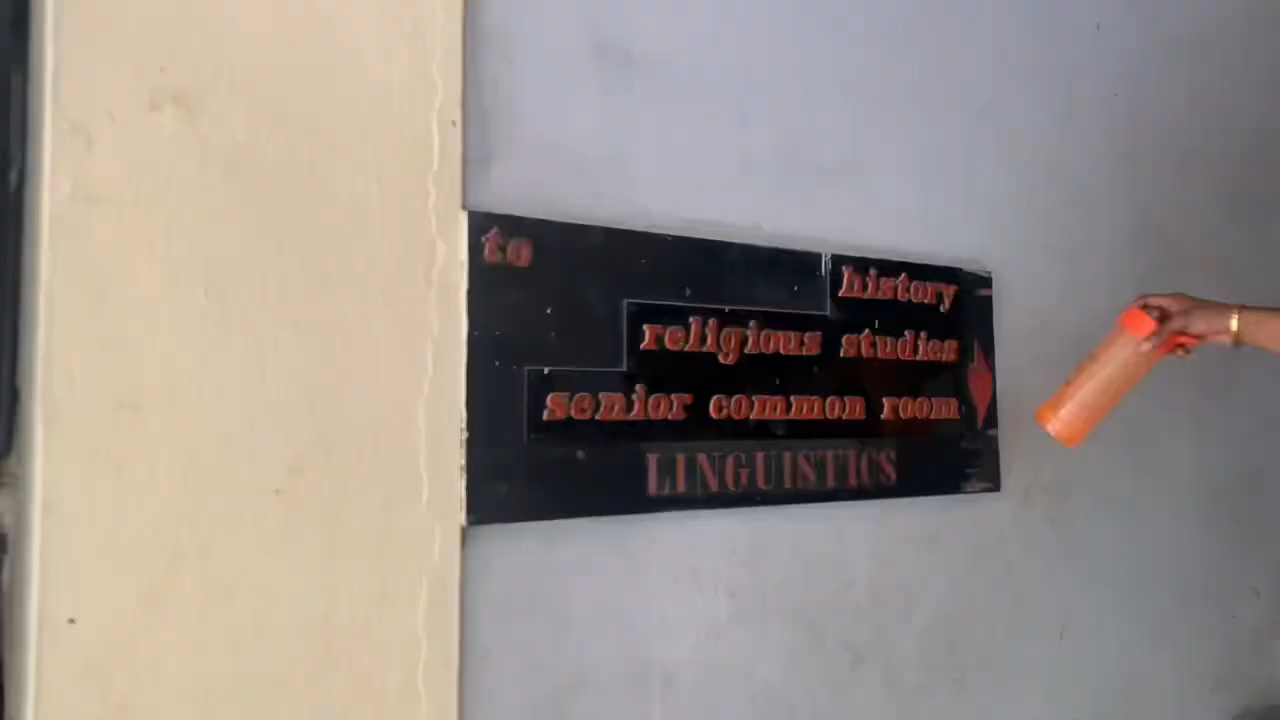 to
history
religious studies
senior common room
LINGUISTICS